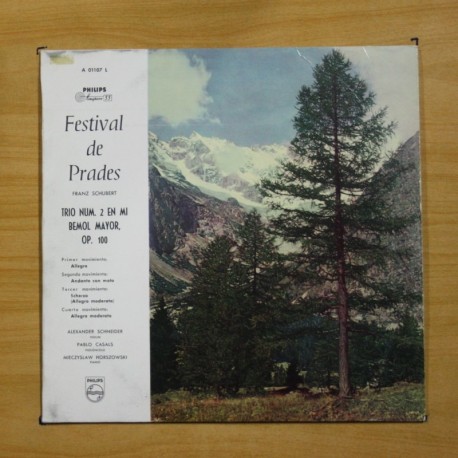 A 01187 L
PHILIPS
Festival
de
Prades
FRANZ SCHUBERT
TRIO NUM. 2 EN MI
BEMOL MAYOR,
OP. 100
Primer movimiento:
Allegro
Segundo movimiento:
Andante con moto
Tercer movimiento:
Scherzo
(Allegro moderato)
Cuarto movimiento:
Allegro moderato
ALEXANDER SCHNEIDER
PABLO CASALS
MIECZYSLAW HORSZOWSKI
PHILIPS